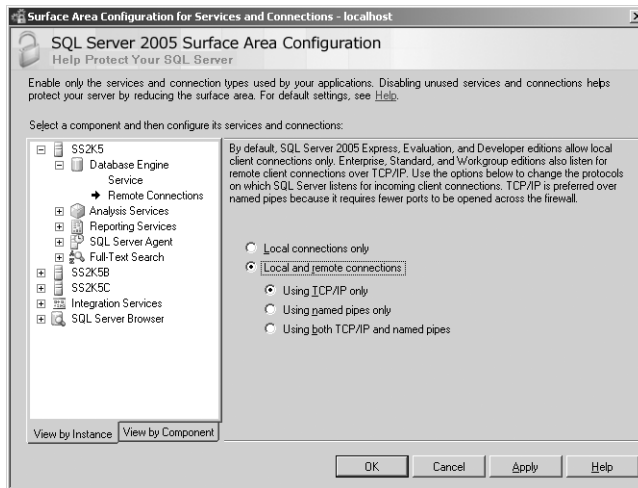 Surface Area Configuration for Services and Connections - localhost
SQL Server 2005 Surface Area Configuration
Help Protect Your SQL Server
Enable only the services and connection types used by your applications. Disabling unused services and connections helps
protect your server by reducing the surface area. For default settings, see Help.
Select a component and then configure its services and connections:
SS2K5
Database Engine
Service
Remote Connections
Analysis Services
Reporting Services
SQL Server Agent
Full-Text Search
SS2K5B
SS2K5C
Integration Services
SQL Server Browser
View by Instance
View by Component
By default, SQL Server 2005 Express, Evaluation, and Developer editions allow local
client connections only. Enterprise, Standard, and Workgroup editions also listen for
remote client connections over TCP/IP. Use the options below to change the protocols
on which SQL Server listens for incoming client connections. TCP/IP is preferred over
named pipes because it requires fewer ports to be opened across the firewall.
Local connections only
Local and remote connections
Using TCP/IP only
Using named pipes only
Using both TCP/IP and named pipes
OK
Cancel
Apply
Help